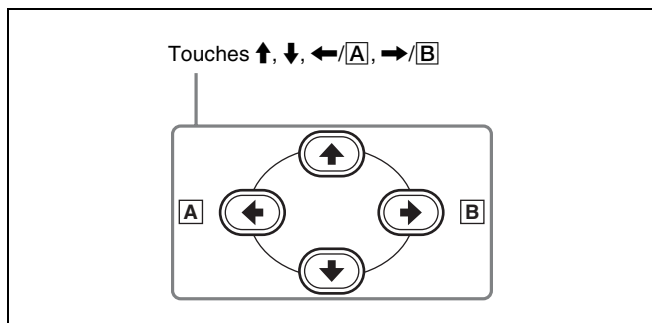 Touches ↑, ↓, ←/A, →/B
A B